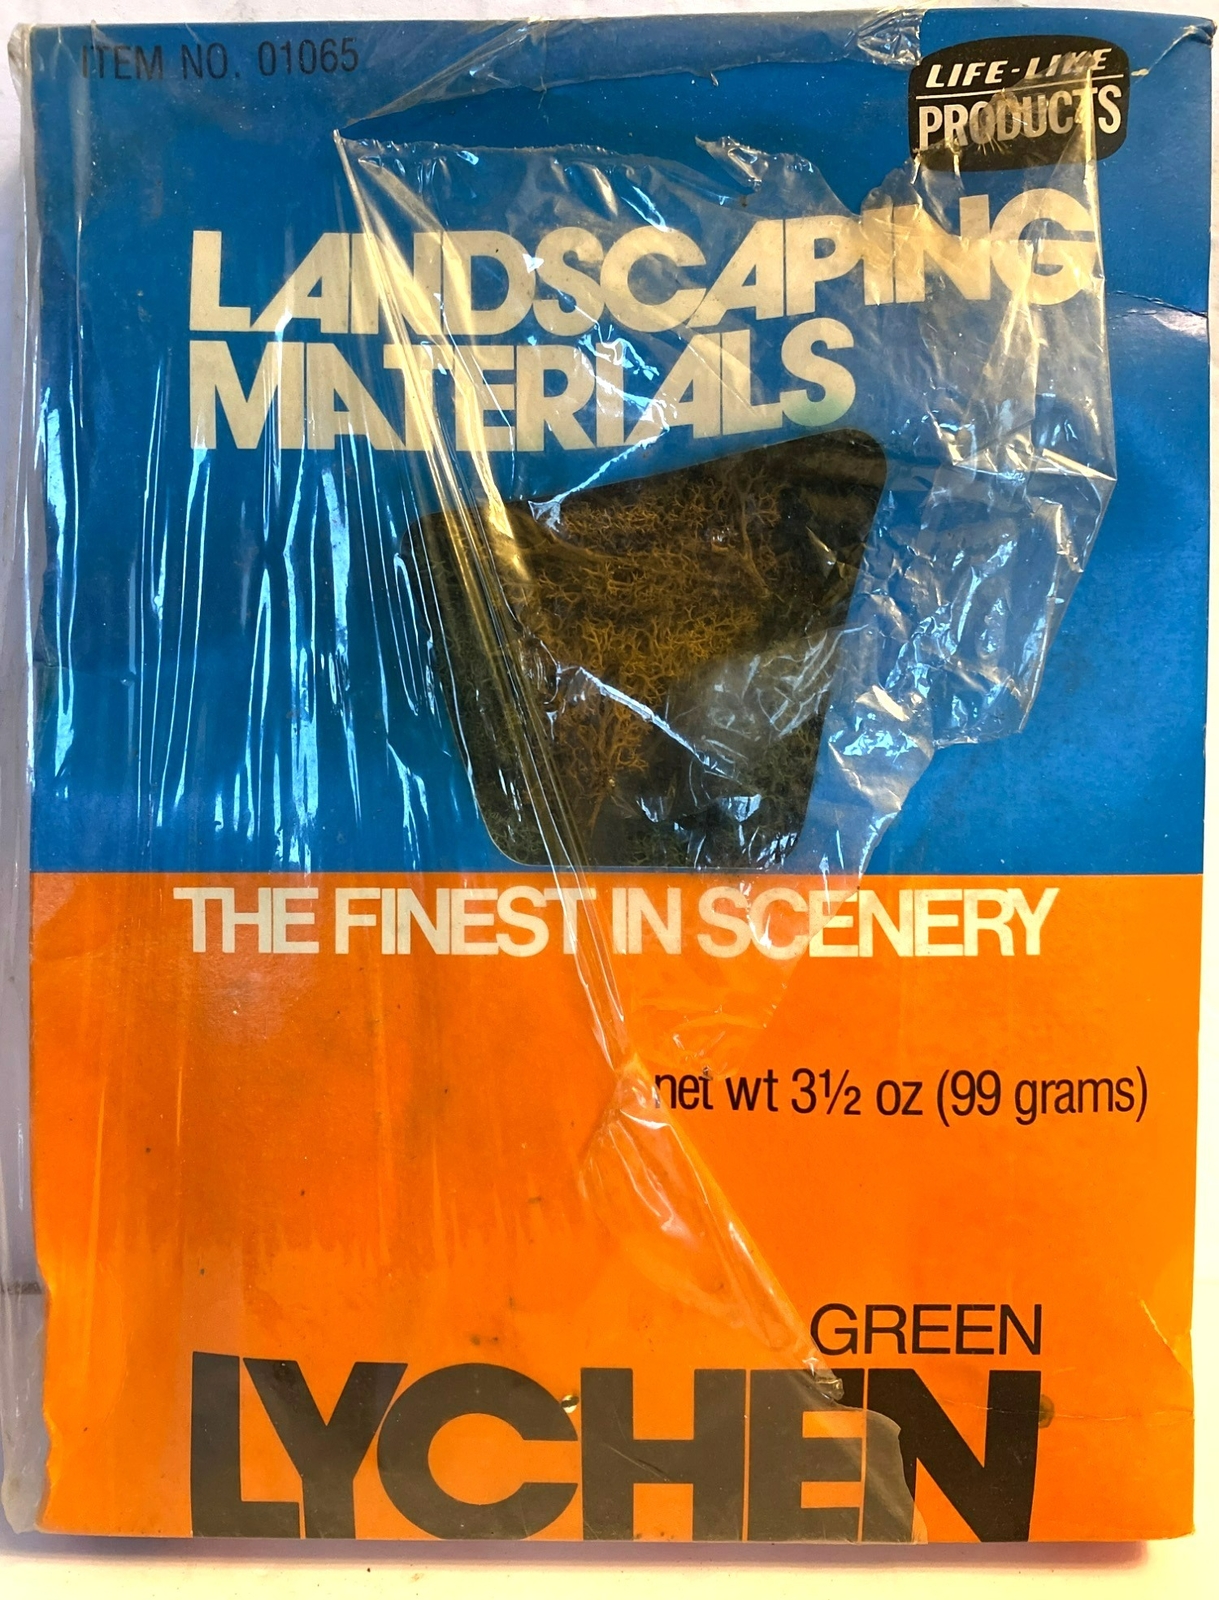 ITEM NO. 01065
LIFE-LIKE
PRODUCTS
LANDSCAPING
MATERIALS
THE FINEST IN SCENERY
net wt 3½ oz (99 grams)
GREEN
LYCHEN